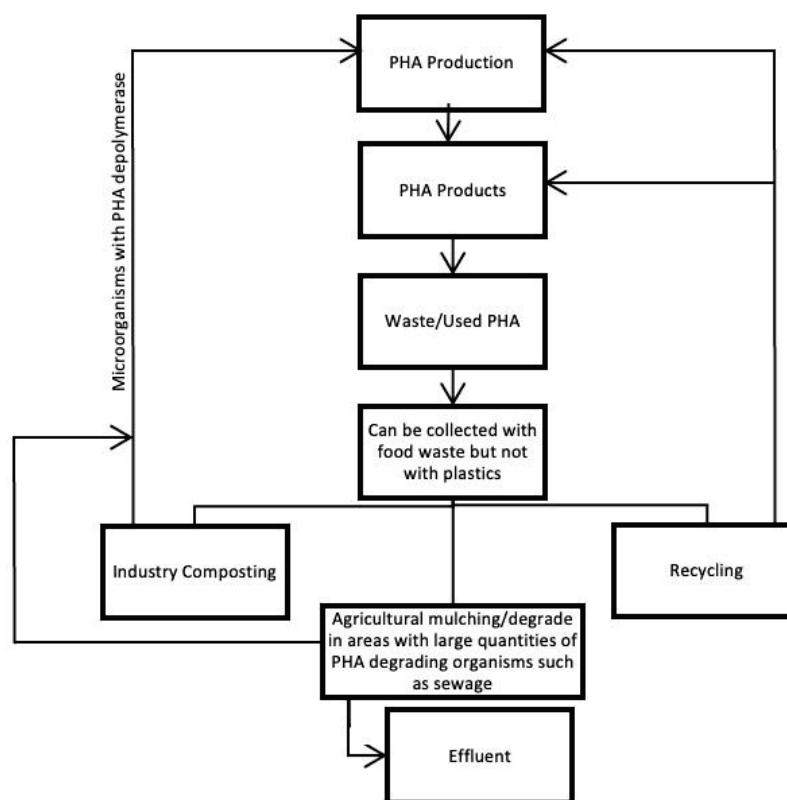 PHA Production
Microorganisms with PHA depolymerase
PHA Products
Waste/Used PHA
Can be collected with
food waste but not
with plastics
Industry Composting
Recycling
Agricultural mulching/degrade
in areas with large quantities of
PHA degrading organisms such
as sewage
Effluent